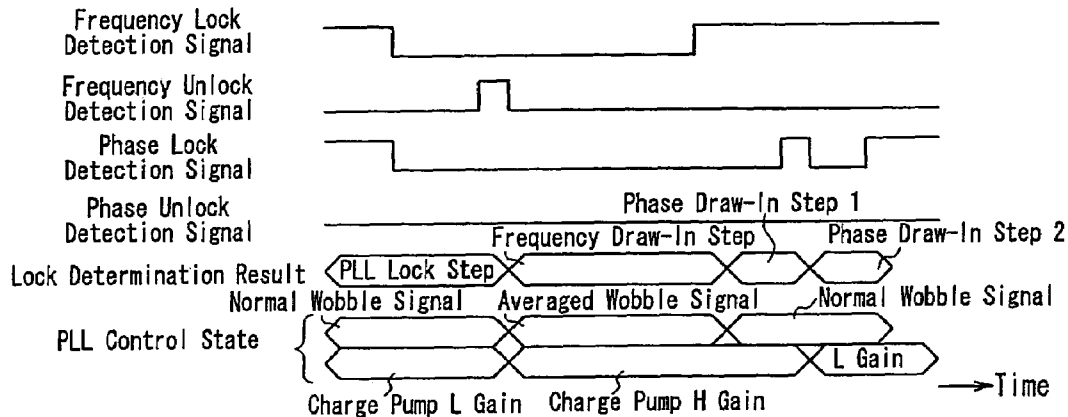 Frequency Lock
Detection Signal
Frequency Unlock
Detection Signal
Phase Lock
Detection Signal
Phase Unlock
Detection Signal
Phase Draw-In Step 1
Frequency Draw-In Step
Phase Draw-In Step 2
Lock Determination Result
PLL Lock Step
Normal Wobble Signal
Averaged Wobble Signal
Normal Wobble Signal
PLL Control State
L Gain
Charge Pump L Gain
Charge Pump H Gain
Time